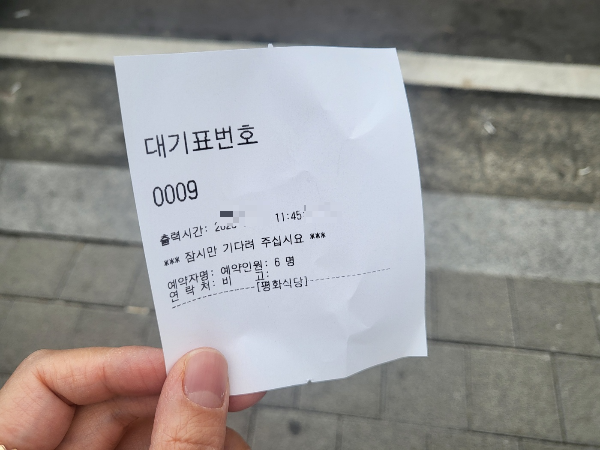 대기표번호
0009
출력시간: 11:45
*** 잠시만 기다려 주십시요 ***
예약자명: 예약인원: 6 명
연 락 처: 비 고:
[평화식당]